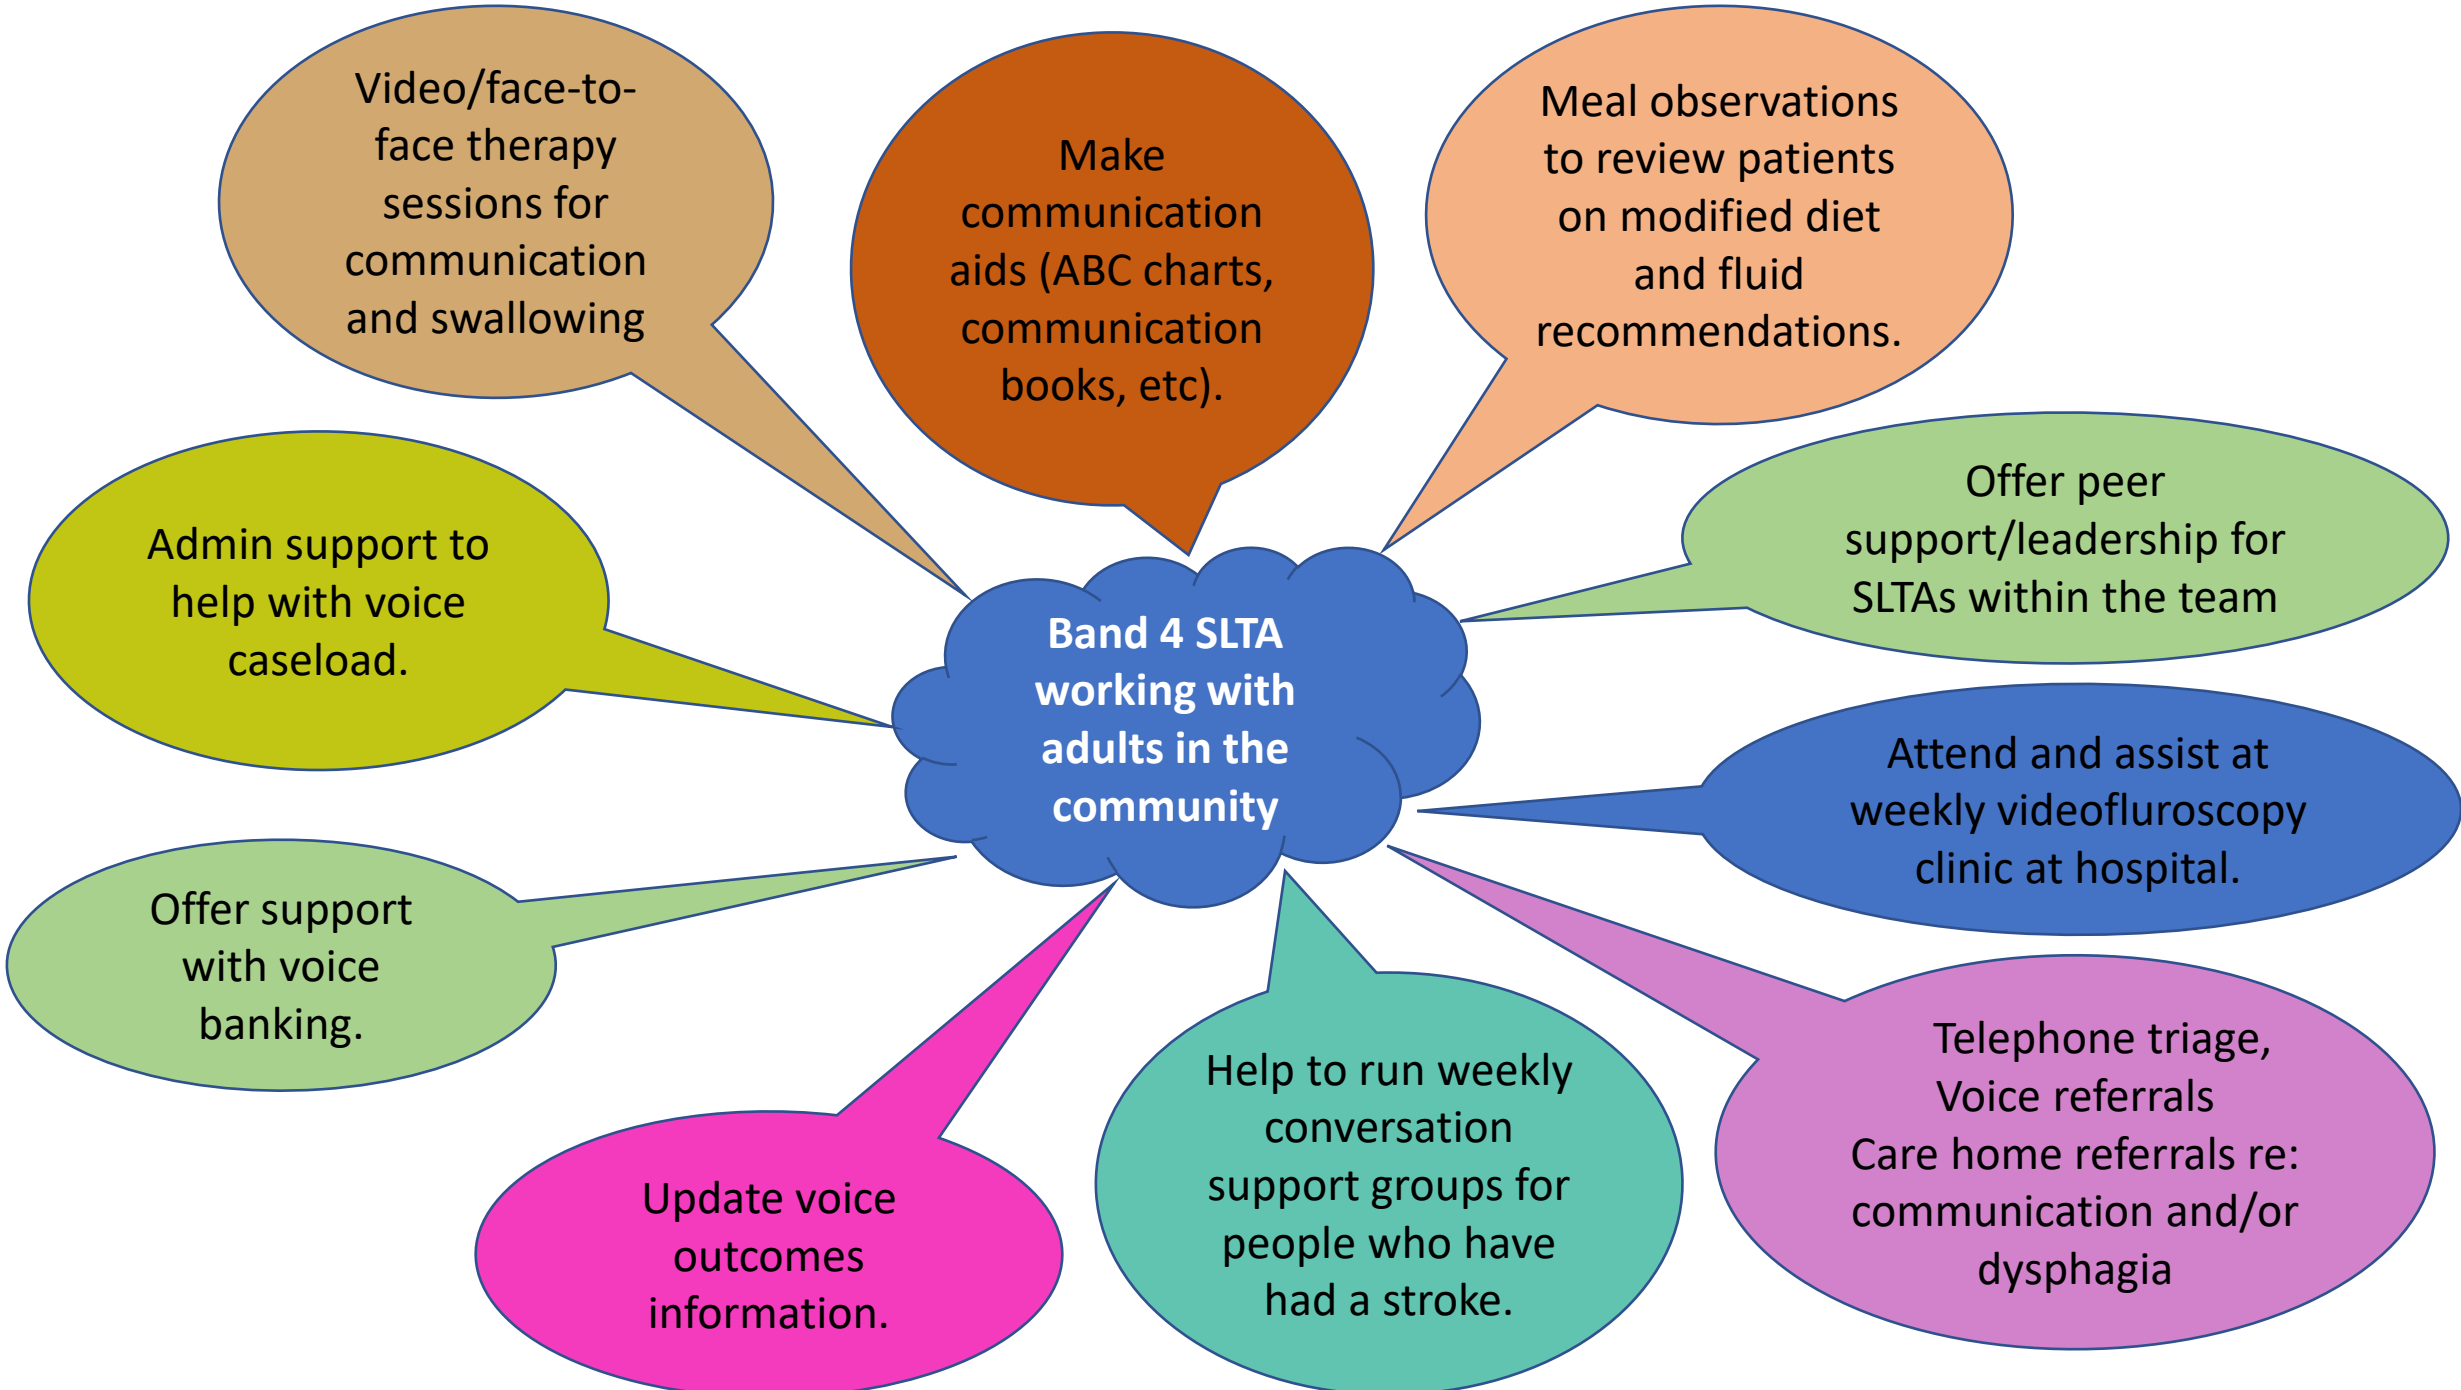 Video/face-to-
face therapy
sessions for
communication
and swallowing
Make
communication
aids (ABC charts,
communication
books, etc).
Meal observations
to review patients
on modified diet
and fluid
recommendations.
Admin support to
help with voice
caseload.
Band 4 SLTA
working with
adults in the
community
Offer peer
support/leadership for
SLTAs within the team
Attend and assist at
weekly videofluroscopy
clinic at hospital.
Offer support
with voice
banking.
Update voice
outcomes
information.
Help to run weekly
conversation
support groups for
people who have
had a stroke.
Telephone triage,
Voice referrals
Care home referrals re:
communication and/or
dysphagia